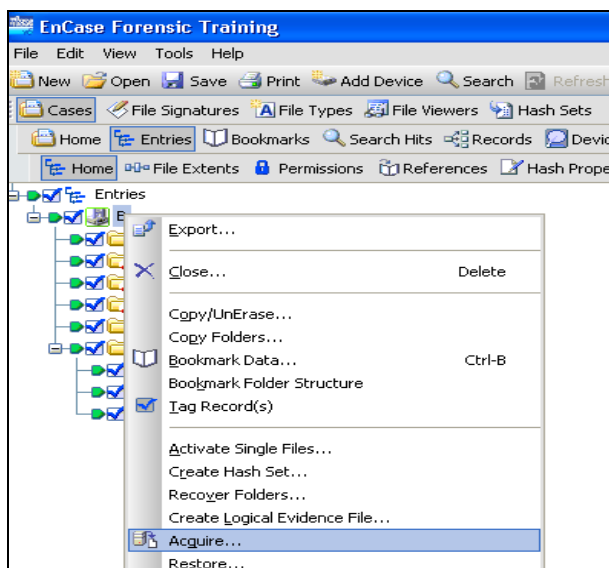 EnCase Forensic Training
File Edit View Tools Help
New Open Save Print Add Device Search Refresh
Cases File Signatures File Types File Viewers Hash Sets
Home Entries Bookmarks Search Hits Records
Home File Extents Permissions References Hash
Entries
Export...
Close... Delete
Copy/UnErase...
Copy Folders...
Bookmark Data... Ctrl-B
Bookmark Folder Structure
Tag Record(s)
Activate Single Files...
Create Hash Set...
Recover Folders...
Create Logical Evidence File...
Acquire...
Restore...